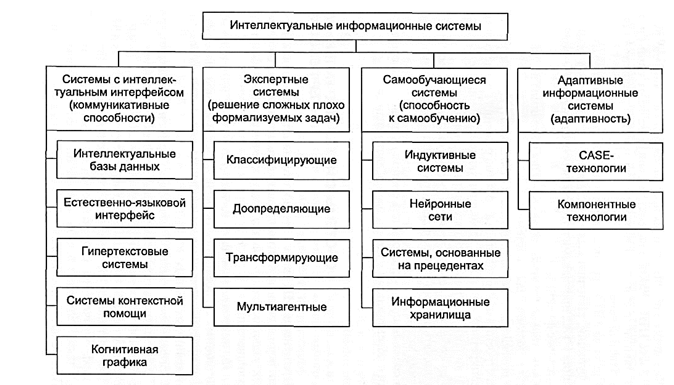 Интеллектуальные информационные системы
Системы с интеллек-
туальным интерфейсом
(коммуникативные
способности)
Интеллектуальные
базы данных
Естественно-языковой
интерфейс
Гипертекстовые
системы
Системы контекстной
помощи
Когнитивная
графика
Экспертные
системы
(решение сложных плохо
формализуемых задач)
Классифицирующие
Доопределяющие
Трансформирующие
Мультиагентные
Самообучающиеся
системы
(способность
к самообучению)
Индуктивные
системы
Нейронные
сети
Системы, основанные
на прецедентах
Информационные
хранилища
Адаптивные
информационные
системы
(адаптивность)
CASE-
технологии
Компонентные
технологии